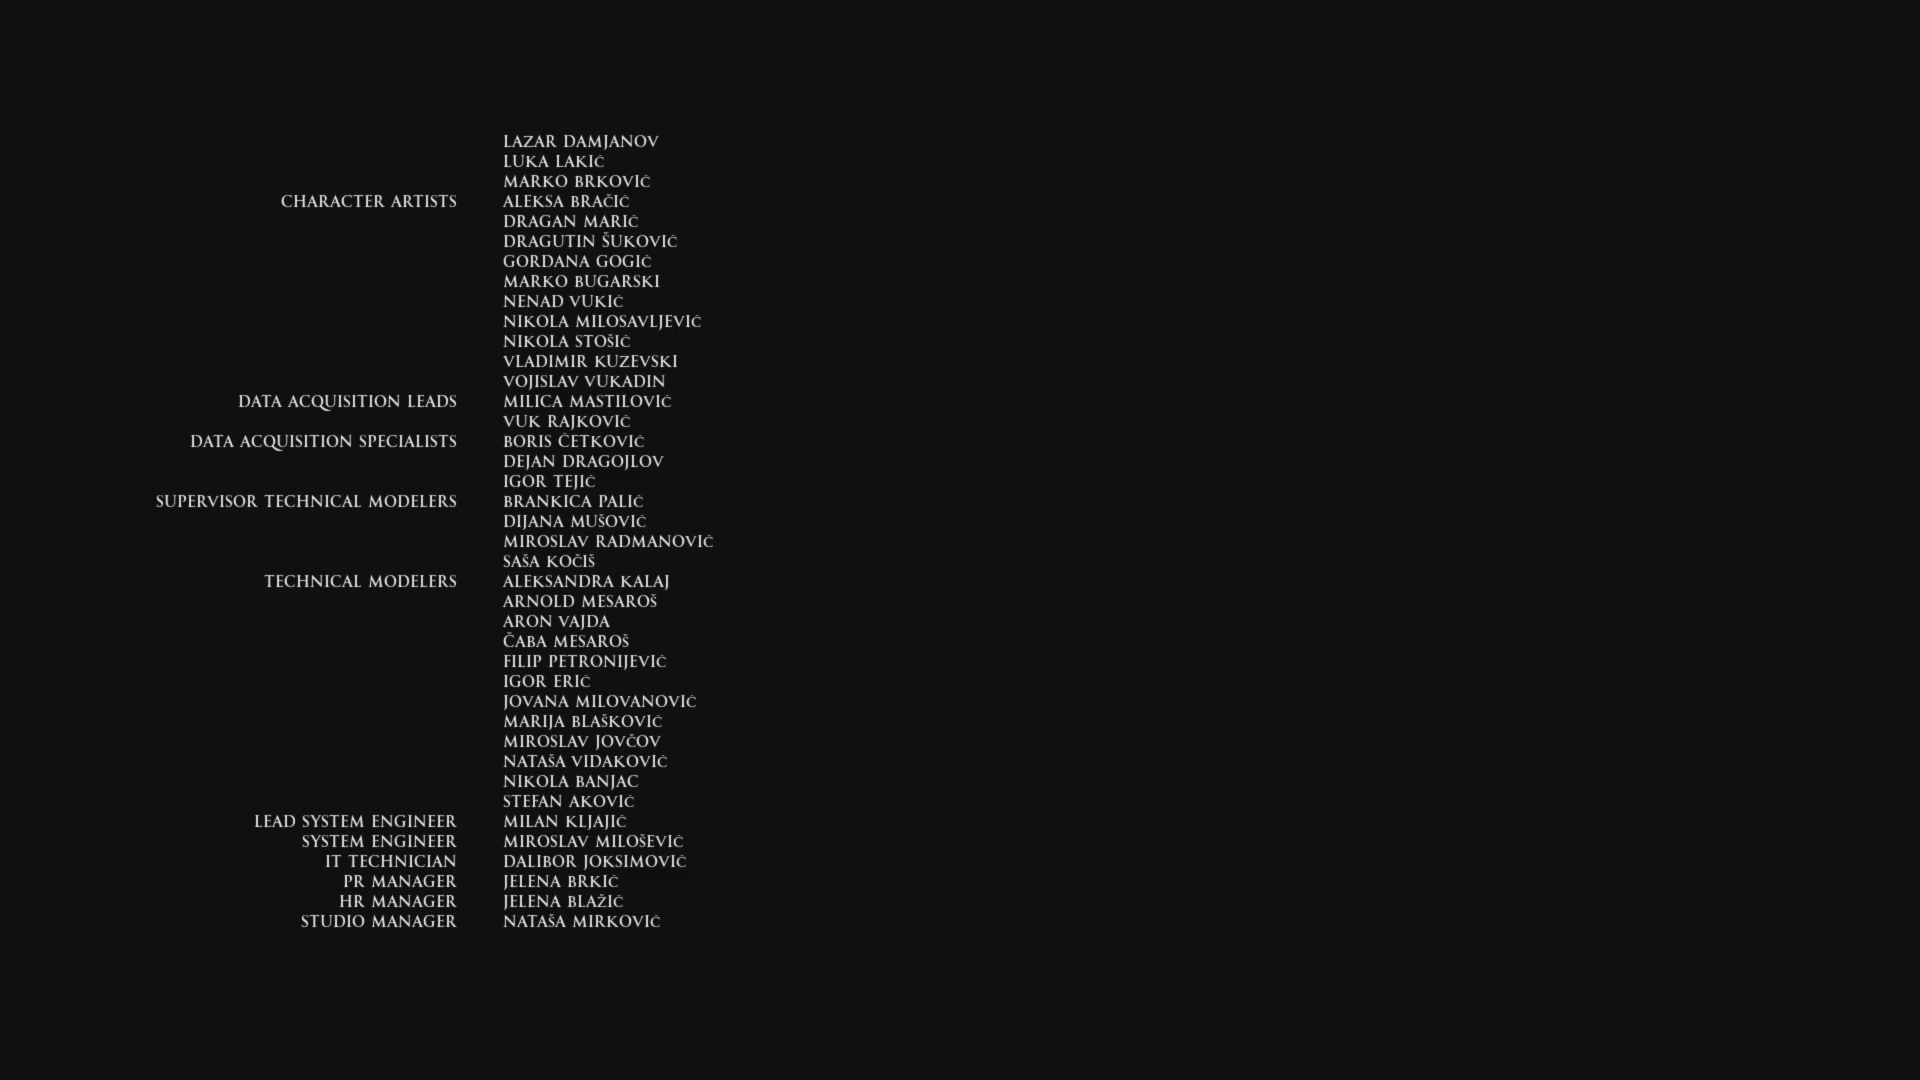 LAZAR DAMJANOV
LUKA LAKIĆ
MARKO BRKOVIĆ
CHARACTER ARTISTS ALEKSA BRAČIĆ
DRAGAN MARIĆ
DRAGUTIN ŠUKOVIĆ
GORDANA GOGIĆ
MARKO BUGARSKI
NENAD VUKIĆ
NIKOLA MILOSAVLJEVIĆ
NIKOLA STOŠIĆ
VLADIMIR KUZEVSKI
VOJISLAV VUKADIN
DATA ACQUISITION LEADS MILICA MASTILOVIĆ
VUK RAJKOVIĆ
DATA ACQUISITION SPECIALISTS BORIS ĆETKOVIĆ
DEJAN DRAGOJLOV
IGOR TEJIĆ
SUPERVISOR TECHNICAL MODELERS BRANKICA PALIĆ
DIJANA MUŠOVIĆ
MIROSLAV RADMANOVIĆ
SAŠA KOČIŠ
TECHNICAL MODELERS ALEKSANDRA KALAJ
ARNOLD MESAROŠ
ARON VAJDA
ČABA MESAROŠ
FILIP PETRONIJEVIĆ
IGOR ERIĆ
JOVANA MILOVANOVIĆ
MARIJA BLAŠKOVIĆ
MIROSLAV JOVČOV
NATAŠA VIDAKOVIĆ
NIKOLA BANJAC
STEFAN AKOVIĆ
LEAD SYSTEM ENGINEER MILAN KLJAJIĆ
SYSTEM ENGINEER MIROSLAV MILOŠEVIĆ
IT TECHNICIAN DALIBOR JOKSIMOVIĆ
PR MANAGER JELENA BRKIĆ
HR MANAGER JELENA BLAŽIĆ
STUDIO MANAGER NATAŠA MIRKOVIĆ